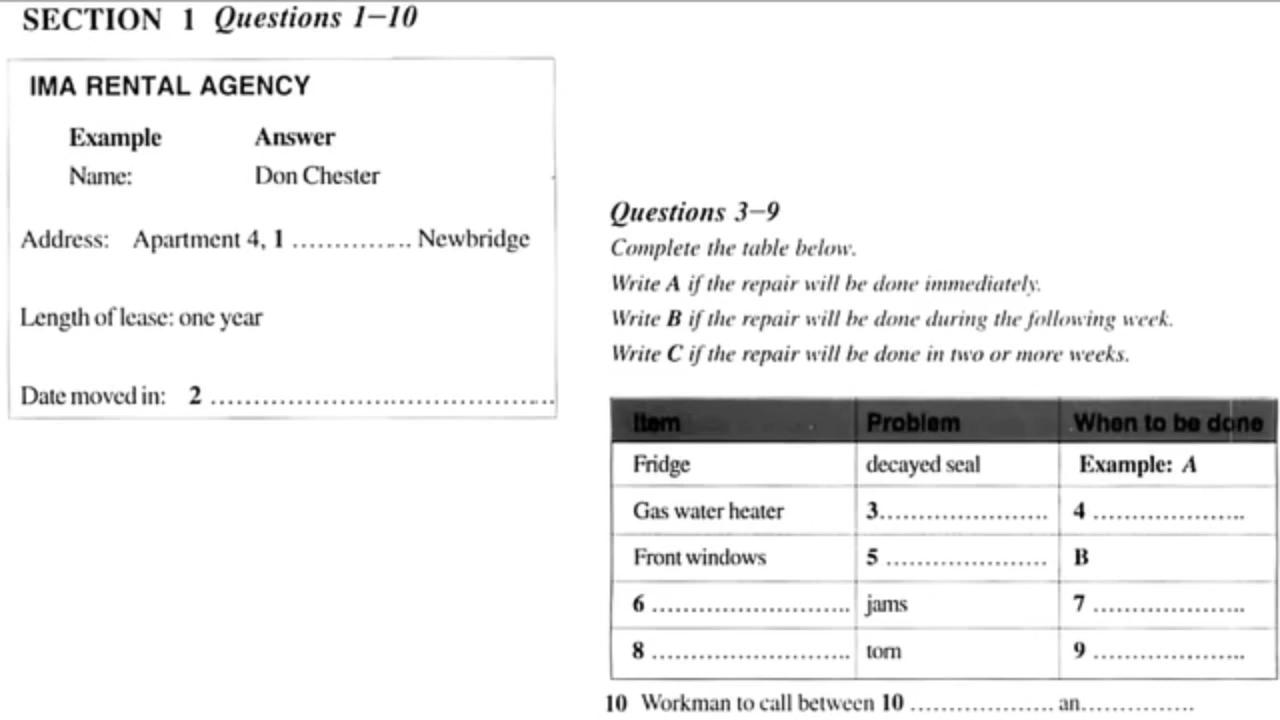 SECTION 1 Questions 1–10
IMA RENTAL AGENCY
Example Answer
Name: Don Chester
Address: Apartment 4, 1 .............. Newbridge
Length of lease: one year
Date moved in: 2 .......................................
Questions 3–9
Complete the table below.
Write A if the repair will be done immediately.
Write B if the repair will be done during the following week.
Write C if the repair will be done in two or more weeks.
Item Problem When to be done
Fridge decayed seal Example: A
Gas water heater 3....................... 4 .....................
Front windows 5 ...................... B
6 ........................... jams 7 .....................
8 ........................... torn 9 .....................
10 Workman to call between 10 .................... an...............